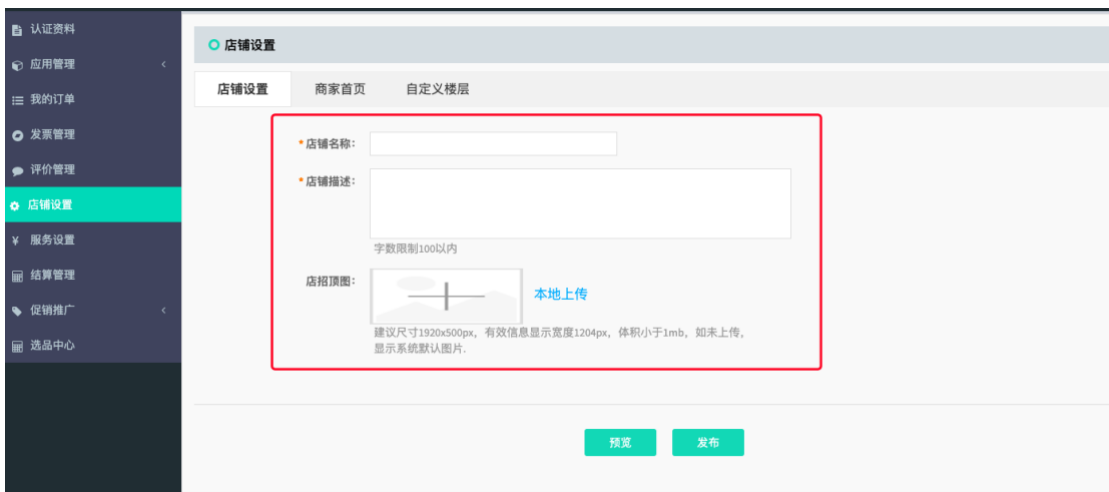 认证资料
应用管理
我的订单
发票管理
评价管理
店铺设置
¥ 服务设置
结算管理
促销推广
选品中心
店铺设置
店铺设置 商家首页 自定义楼层
*店铺名称：
*店铺描述：
字数限制100以内
店招顶图：
本地上传
建议尺寸1920x500px，有效信息显示宽度1204px，体积小于1mb，如未上传，
显示系统默认图片.
预览 发布